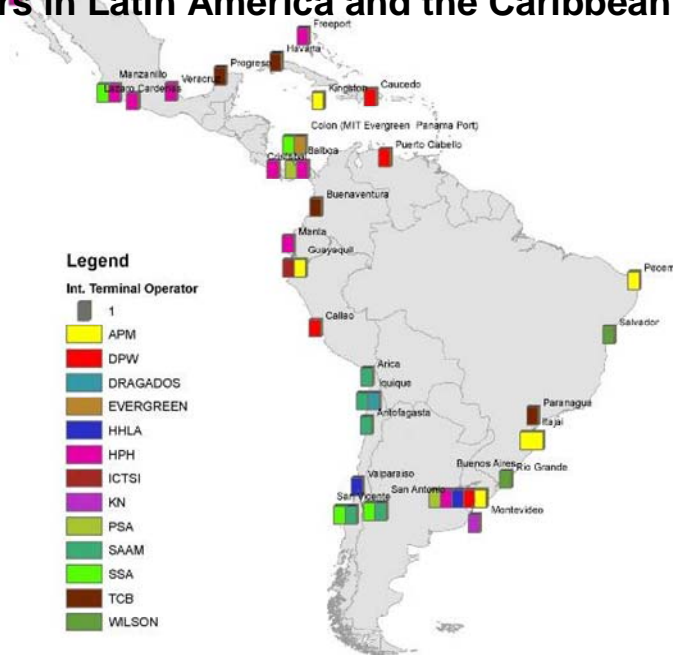 rs in Latin America and the Caribbean
Freeport
Havana
Progreso
Manzanillo
Veracruz
Lazaro Cardenas
Kingston
Caucedo
Colon (MIT Evergreen Panama Port)
Balboa
Cristobal
Puerto Cabello
Buenaventura
Manta
Guayaquil
Pecem
Salvador
Callao
Arica
Iquique
Antofagasta
Paranagua
Itajai
Buenos Aires
Rio Grande
Valparaiso
San Antonio
San Vicente
Montevideo
Legend
Int. Terminal Operator
1
APM
DPW
DRAGADOS
EVERGREEN
HHLA
HPH
ICTSI
KN
PSA
SAAM
SSA
TCB
WILSON